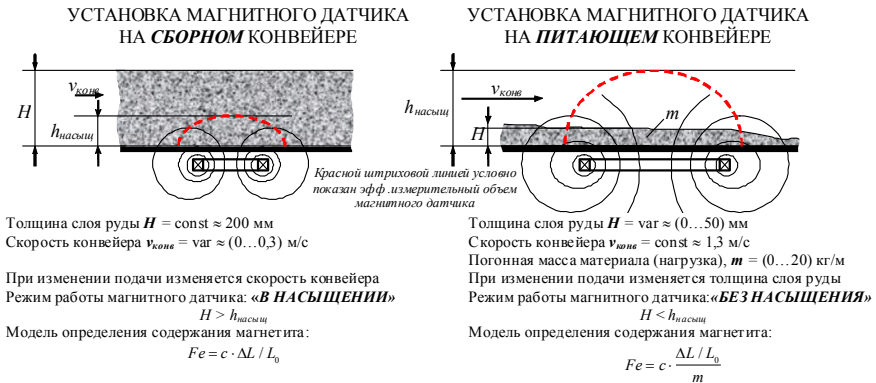 УСТАНОВКА МАГНИТНОГО ДАТЧИКА
НА СБОРНОМ КОНВЕЙЕРЕ
H
vконв
hнасыщ
Толщина слоя руды H = const ≈ 200 мм
Скорость конвейера vконв = var ≈ (0…0,3) м/с
При изменении подачи изменяется скорость конвейера
Режим работы магнитного датчика: «В НАСЫЩЕНИИ»
H > hнасыщ
Модель определения содержания магнетита:
Fe = c · ΔL / L₀
Красной штриховой линией условно
показан эфф .измерительный объем
магнитного датчика
УСТАНОВКА МАГНИТНОГО ДАТЧИКА
НА ПИТАЮЩЕМ КОНВЕЙЕРЕ
hнасыщ
vконв
H
m
Толщина слоя руды H = var ≈ (0…50) мм
Скорость конвейера vконв = const ≈ 1,3 м/с
Погонная масса материала (нагрузка), m = (0…20) кг/м
При изменении подачи изменяется толщина слоя руды
Режим работы магнитного датчика:«БЕЗ НАСЫЩЕНИЯ»
H < hнасыщ
Модель определения содержания магнетита:
Fe = c · ΔL / L₀
m